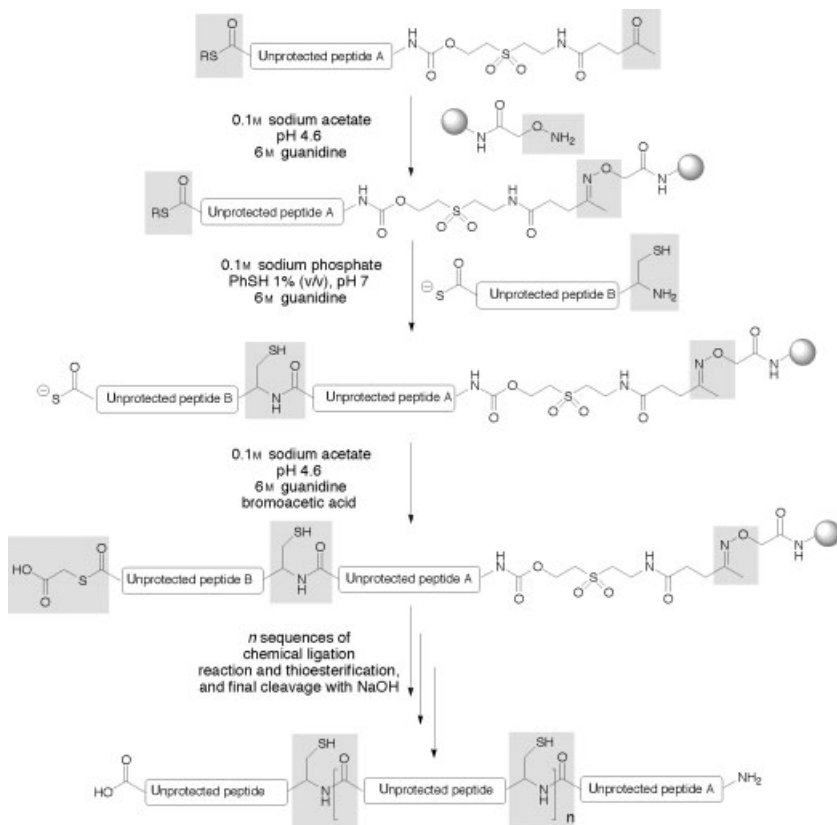 O
RS
Unprotected peptide A
H
N
O
O
S
O O
H
N
O
O
0.1M sodium acetate
pH 4.6
6M guanidine
N
H
O
O
NH2
O
RS
Unprotected peptide A
H
N
O
O
S
O O
H
N
O
N
O
O
N
H
0.1M sodium phosphate
PhSH 1% (v/v), pH 7
6M guanidine
⊖
S
O
Unprotected peptide B
SH
NH2
⊖
S
O
Unprotected peptide B
SH
N
H
O
Unprotected peptide A
H
N
O
O
S
O O
H
N
O
N
O
O
N
H
0.1M sodium acetate
pH 4.6
6M guanidine
bromoacetic acid
HO
O
S
O
Unprotected peptide B
SH
N
H
O
Unprotected peptide A
H
N
O
O
S
O O
H
N
O
N
O
O
N
H
n sequences of
chemical ligation
reaction and thioesterification,
and final cleavage with NaOH
O
HO
Unprotected peptide
SH
N
H
O
Unprotected peptide
SH
N
H
n
O
Unprotected peptide A
NH2